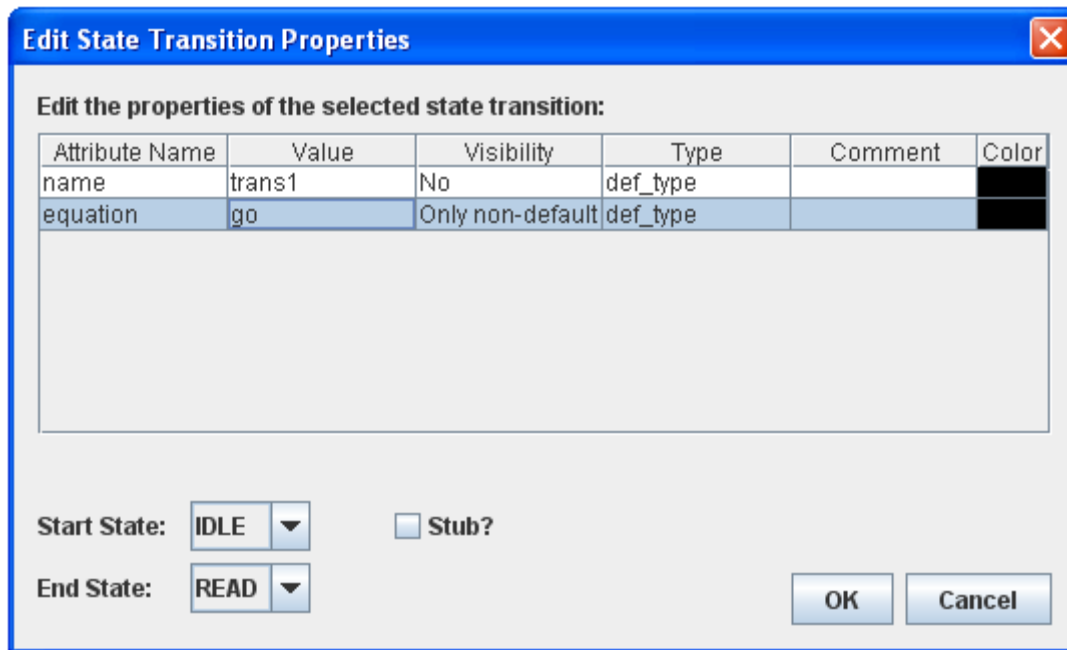 Edit State Transition Properties
Edit the properties of the selected state transition:
Attribute Name Value Visibility Type Comment Color
name trans1 No def_type
equation go Only non-default def_type
Start State: IDLE Stub?
End State: READ
OK Cancel